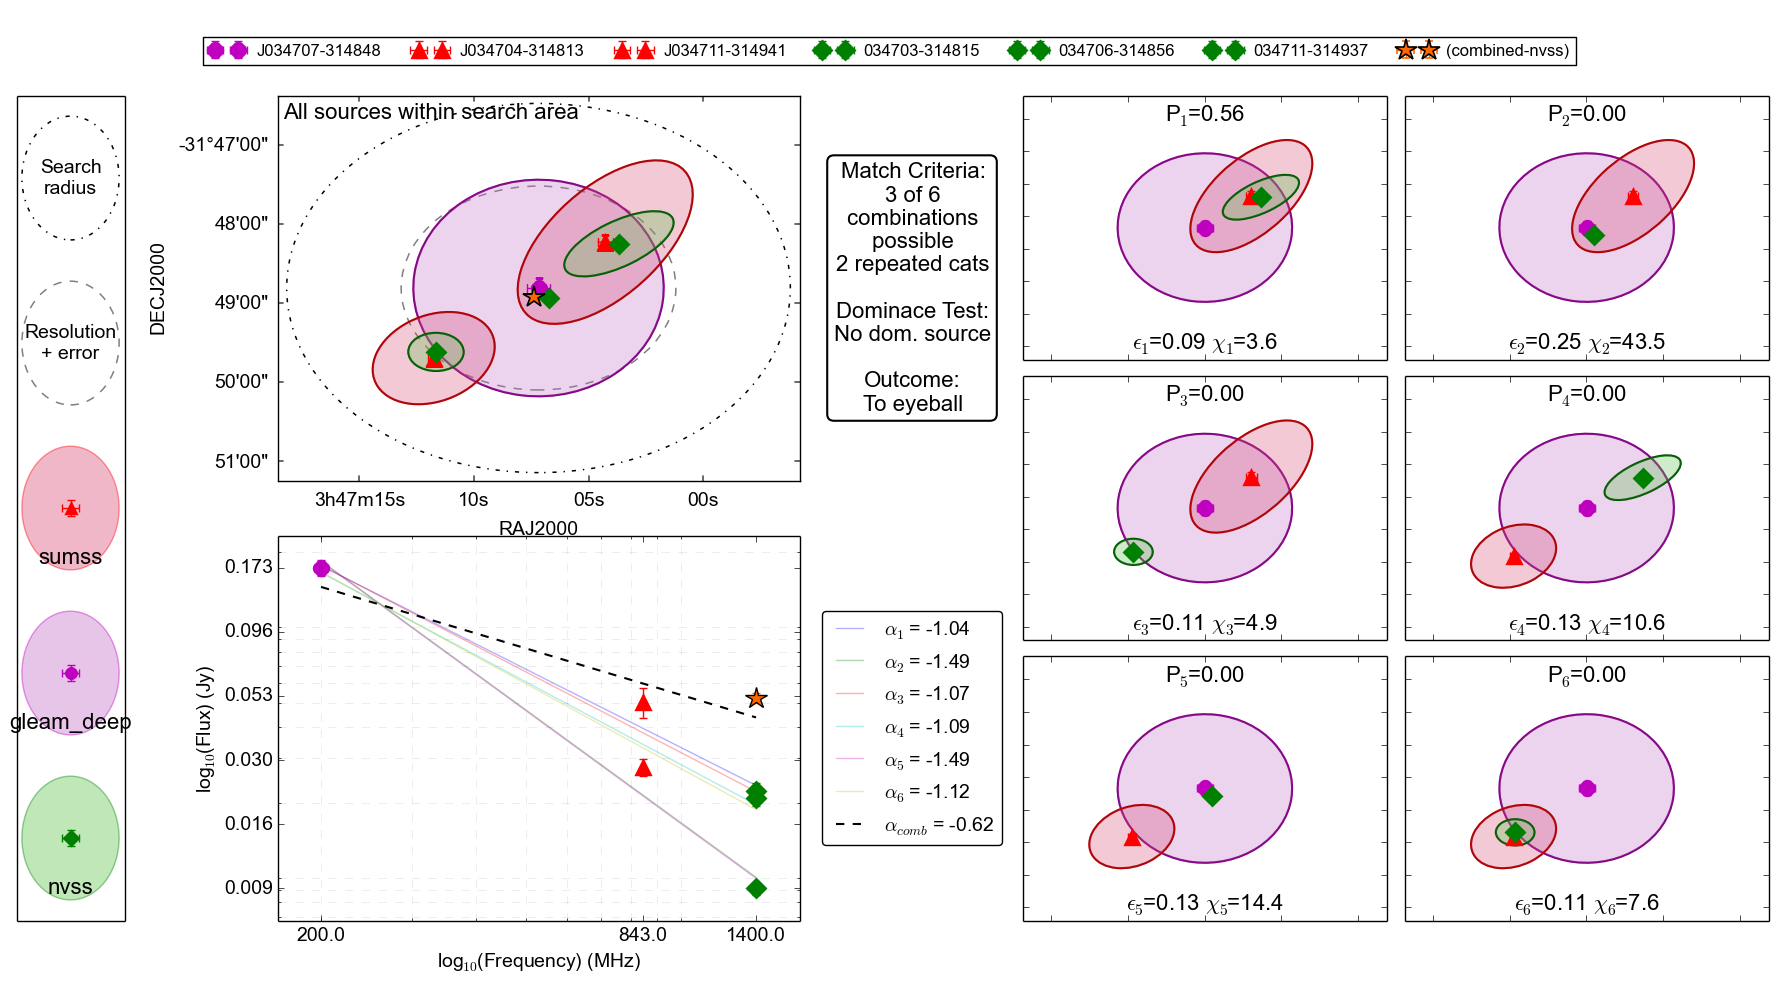 J034707-314848 J034704-314813 J034711-314941 034703-314815 034706-314856 034711-314937 (combined-nvss)
Search
radius
Resolution
+ error
sumss
gleam_deep
nvss
All sources within search area
DECJ2000
-31°47'00"
48'00"
49'00"
50'00"
51'00"
3h47m15s 10s 05s 00s
RAJ2000
Match Criteria:
3 of 6
combinations
possible
2 repeated cats
Dominace Test:
No dom. source
Outcome:
To eyeball
log₁₀(Flux) (Jy)
0.173
0.096
0.053
0.030
0.016
0.009
200.0 843.0 1400.0
log₁₀(Frequency) (MHz)
α₁ = -1.04
α₂ = -1.49
α₃ = -1.07
α₄ = -1.09
α₅ = -1.49
α₆ = -1.12
α_comb = -0.62
P₁=0.56
ϵ₁=0.09 χ₁=3.6
P₂=0.00
ϵ₂=0.25 χ₂=43.5
P₃=0.00
ϵ₃=0.11 χ₃=4.9
P₄=0.00
ϵ₄=0.13 χ₄=10.6
P₅=0.00
ϵ₅=0.13 χ₅=14.4
P₆=0.00
ϵ₆=0.11 χ₆=7.6